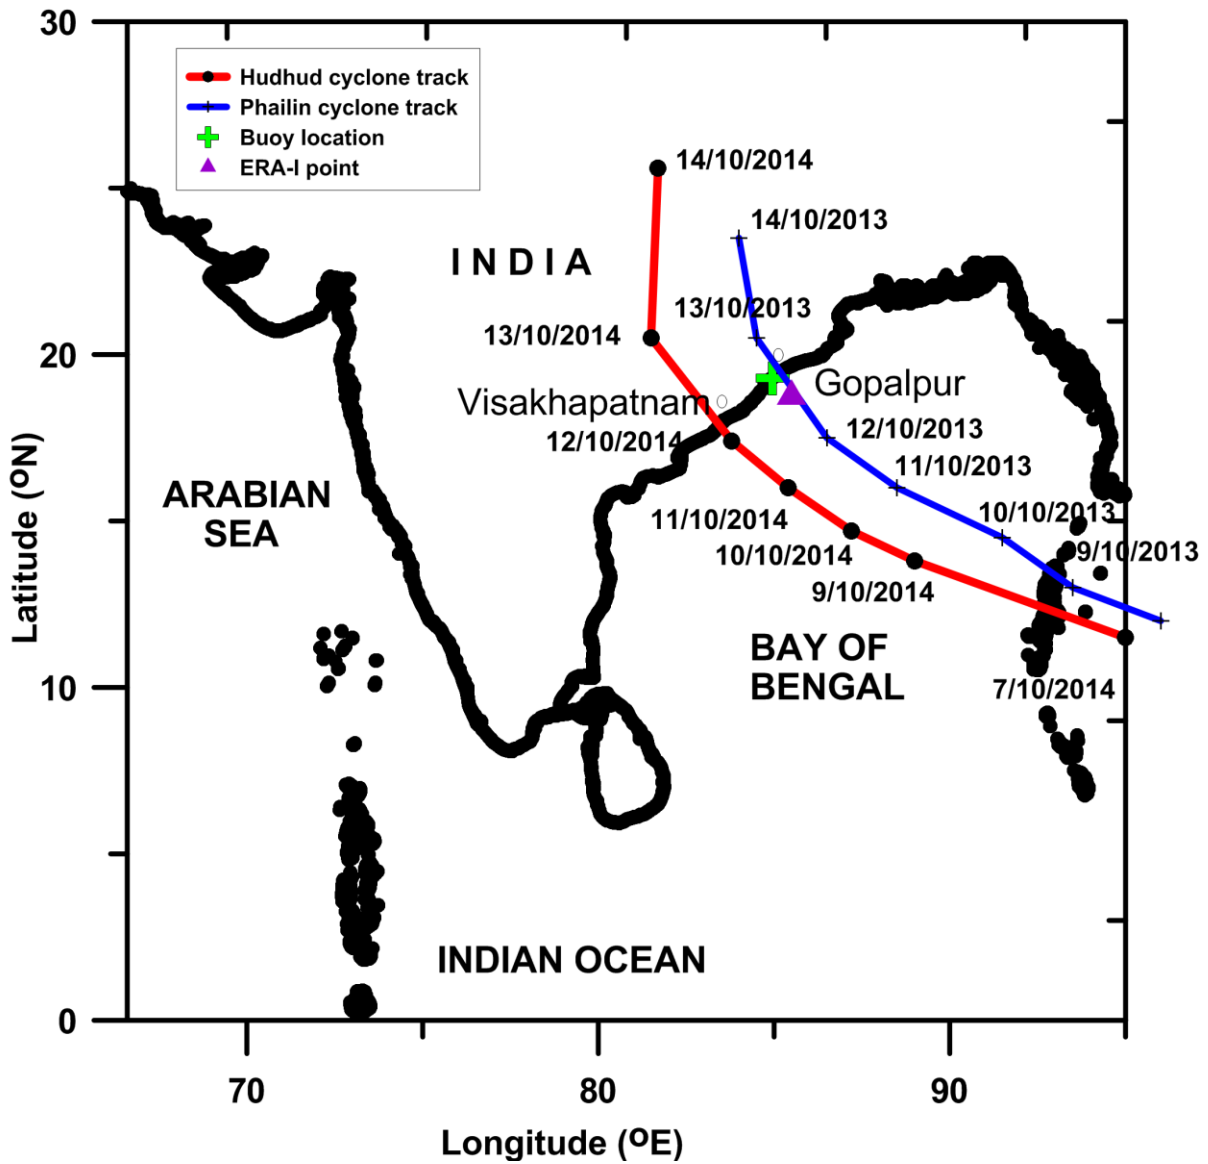 30
Hudhud cyclone track
Phailin cyclone track
Buoy location
ERA-I point
14/10/2014
14/10/2013
INDIA
13/10/2013
13/10/2014
20
Gopalpur
Visakhapatnam
12/10/2014
12/10/2013
11/10/2013
ARABIAN
SEA
11/10/2014
10/10/2013
10/10/2014
9/10/2013
9/10/2014
BAY OF
BENGAL
10
7/10/2014
INDIAN OCEAN
0
70
80
90
Latitude (ºN)
Longitude (ºE)